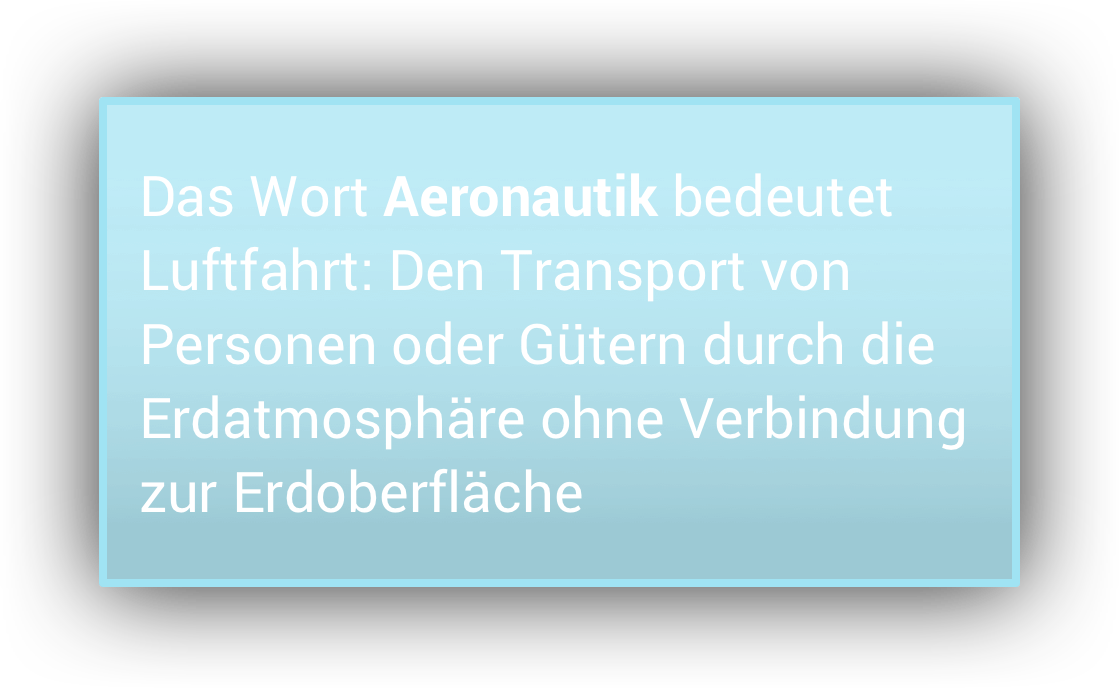 Das Wort Aeronautik bedeutet
Luftfahrt: Den Transport von
Personen oder Gütern durch die
Erdatmosphäre ohne Verbindung
zur Erdoberfläche